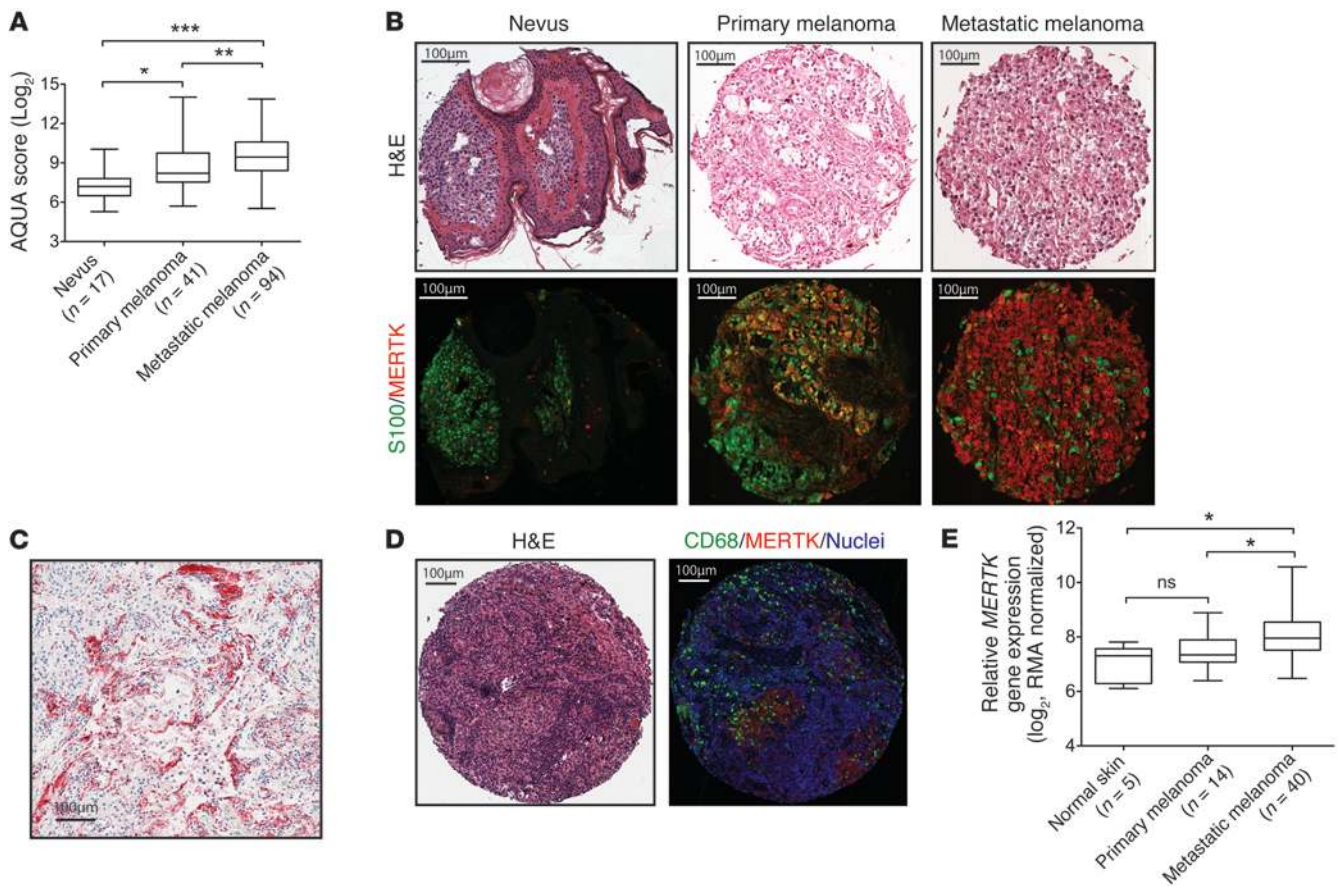 A
***
*
**
AQUA score (Log2)
15
12
9
6
3
Nevus
(n = 17)
Primary melanoma
(n = 41)
Metastatic melanoma
(n = 94)
B
Nevus
Primary melanoma
Metastatic melanoma
H&E
100μm
100μm
100μm
S100/MERTK
100μm
100μm
100μm
C
100μm
D
H&E
CD68/MERTK/Nuclei
100μm
100μm
E
*
*
ns
Relative MERTK
gene expression
(log2, RMA normalized)
12
10
8
6
4
Normal skin
(n = 5)
Primary melanoma
(n = 14)
Metastatic melanoma
(n = 40)